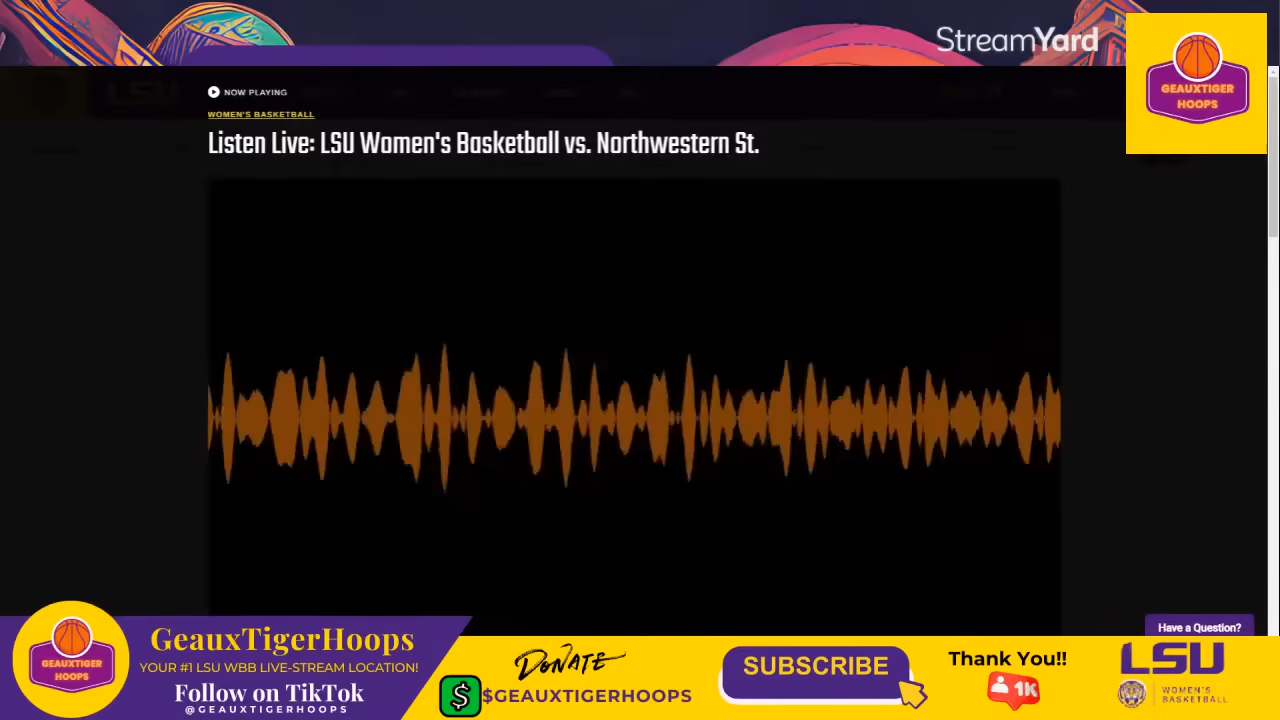 StreamYard
GEAUXTIGER
HOOPS
NOW PLAYING
WOMEN'S BASKETBALL
Listen Live: LSU Women's Basketball vs. Northwestern St.
Have a Question?
GEAUXTIGER
HOOPS
GeauxTigerHoops
YOUR #1 LSU WBB LIVE-STREAM LOCATION!
Follow on TikTok
@GEAUXTIGERHOOPS
DONATE
$
$GEAUXTIGERHOOPS
SUBSCRIBE
Thank You!!
1K
LSU
WOMEN'S
BASKETBALL